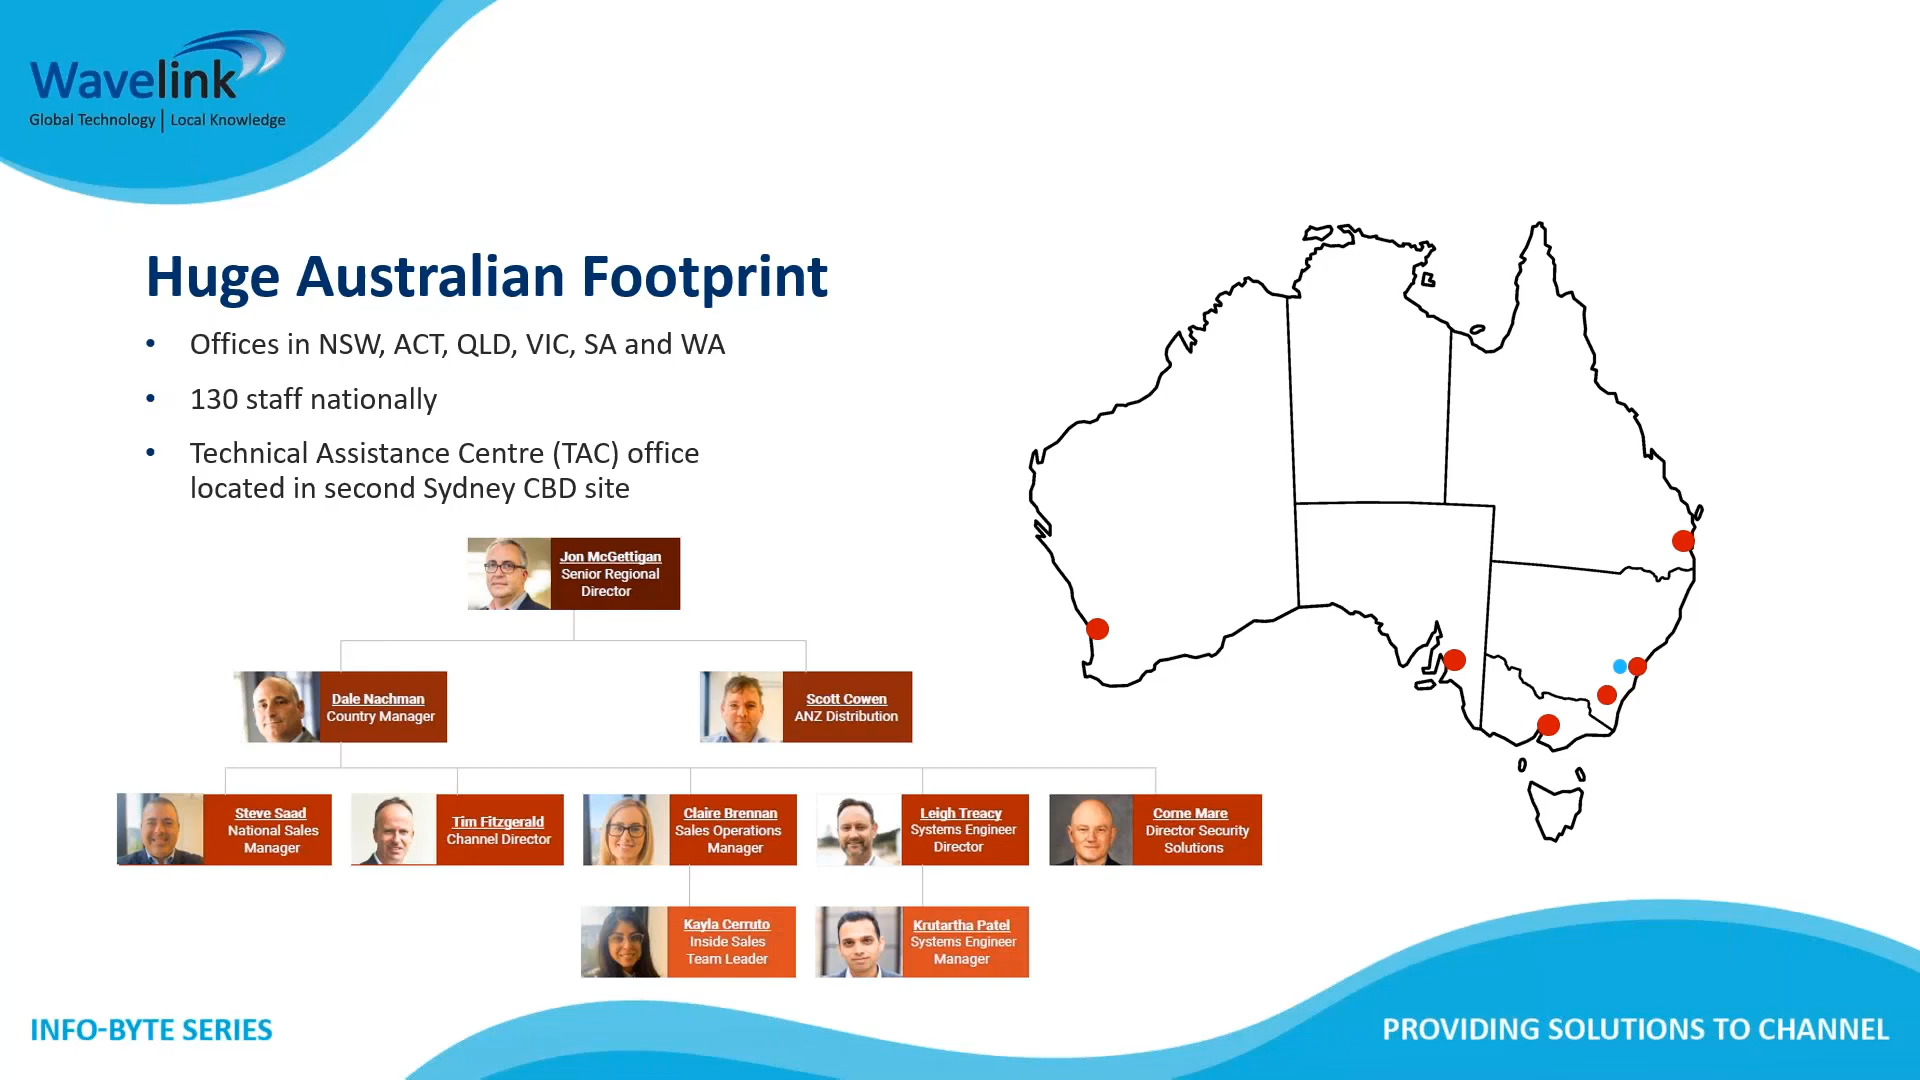 Wavelink
Global Technology | Local Knowledge
Huge Australian Footprint
• Offices in NSW, ACT, QLD, VIC, SA and WA
• 130 staff nationally
• Technical Assistance Centre (TAC) office
located in second Sydney CBD site
Jon McGettigan
Senior Regional
Director
Dale Nachman
Country Manager
Scott Cowen
ANZ Distribution
Steve Saad
National Sales
Manager
Tim Fitzgerald
Channel Director
Claire Brennan
Sales Operations
Manager
Leigh Treacy
Systems Engineer
Director
Corne Mare
Director Security
Solutions
Kayla Cerruto
Inside Sales
Team Leader
Krutartha Patel
Systems Engineer
Manager
INFO-BYTE SERIES
PROVIDING SOLUTIONS TO CHANNEL